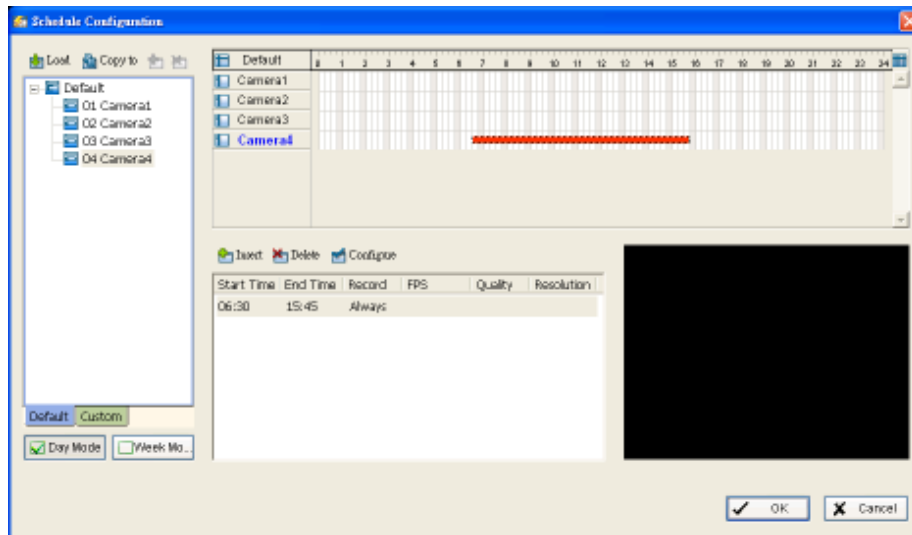 Schedule Configuration
Load Copy to
Default
01 Camera1
02 Camera2
03 Camera3
04 Camera4
Default Custom
Day Mode Week Mo...
Default 0 1 2 3 4 5 6 7 8 9 10 11 12 13 14 15 16 17 18 19 20 21 22 23 24
Camera1
Camera2
Camera3
Camera4
Insert Delete Configure
Start Time End Time Record FPS Quality Resolution
06:30 15:45 Always
OK Cancel